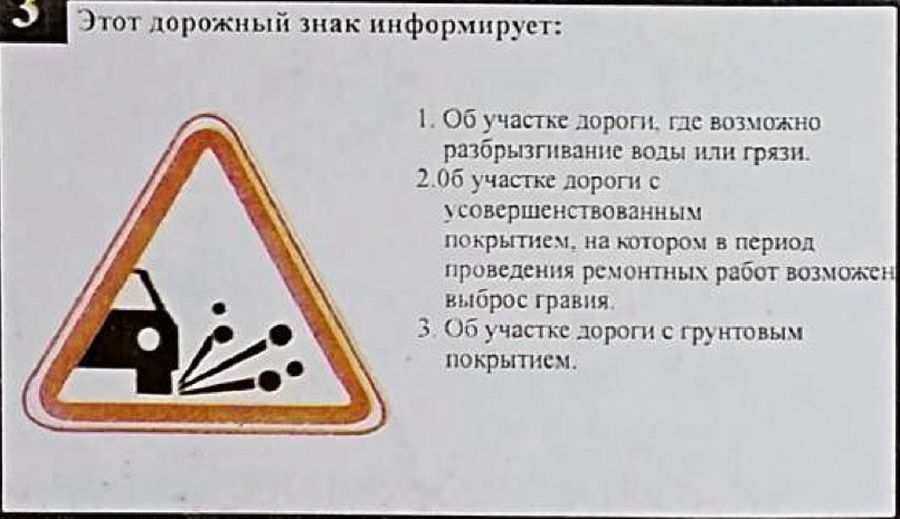 3
Этот дорожный знак информирует:
1. Об участке дороги, где возможно
разбрызгивание воды или грязи.
2.Об участке дороги с
усовершенствованным
покрытием, на котором в период
проведения ремонтных работ возможен
выброс гравия.
3. Об участке дороги с грунтовым
покрытием.